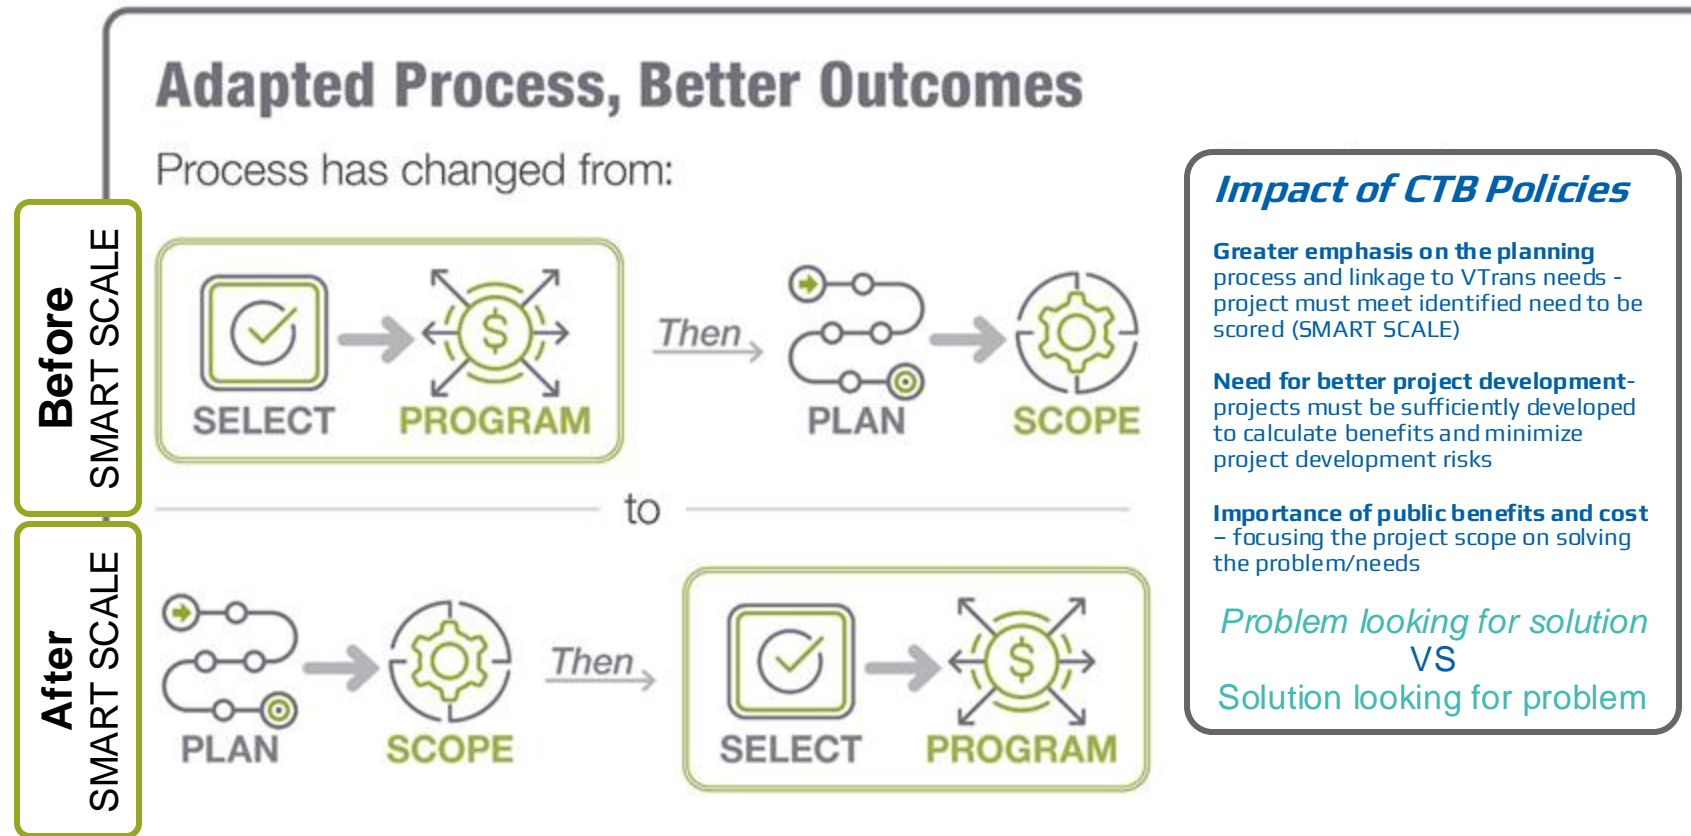 Adapted Process, Better Outcomes
Process has changed from:
Before
SMART SCALE
SELECT
$
PROGRAM
Then
PLAN
SCOPE
to
After
SMART SCALE
PLAN
SCOPE
Then
SELECT
$
PROGRAM
Impact of CTB Policies
Greater emphasis on the planning
process and linkage to VTrans needs -
project must meet identified need to be
scored (SMART SCALE)
Need for better project development-
projects must be sufficiently developed
to calculate benefits and minimize
project development risks
Importance of public benefits and cost
– focusing the project scope on solving
the problem/needs
Problem looking for solution
VS
Solution looking for problem